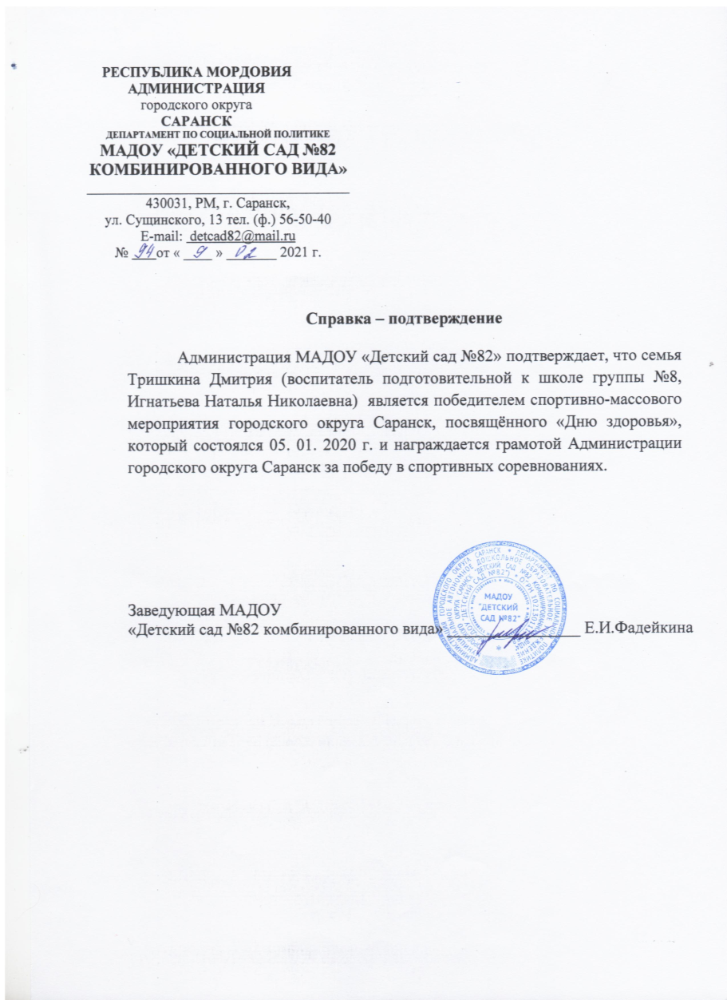 РЕСПУБЛИКА МОРДОВИЯ
АДМИНИСТРАЦИЯ
городского округа
САРАНСК
ДЕПАРТАМЕНТ ПО СОЦИАЛЬНОЙ ПОЛИТИКЕ
МАДОУ «ДЕТСКИЙ САД №82
КОМБИНИРОВАННОГО ВИДА»
430031, РМ, г. Саранск,
ул. Сущинского, 13 тел. (ф.) 56-50-40
E-mail: detcad82@mail.ru
№ 94 от « 9 » 02 2021 г.
Справка – подтверждение
Администрация МАДОУ «Детский сад №82» подтверждает, что семья
Тришкина Дмитрия (воспитатель подготовительной к школе группы №8,
Игнатьева Наталья Николаевна) является победителем спортивно-массового
мероприятия городского округа Саранск, посвящённого «Дню здоровья»,
который состоялся 05. 01. 2020 г. и награждается грамотой Администрации
городского округа Саранск за победу в спортивных соревнованиях.
МАДОУ
"ДЕТСКИЙ
САД №82"
Заведующая МАДОУ
«Детский сад №82 комбинированного вида» Е.И.Фадейкина